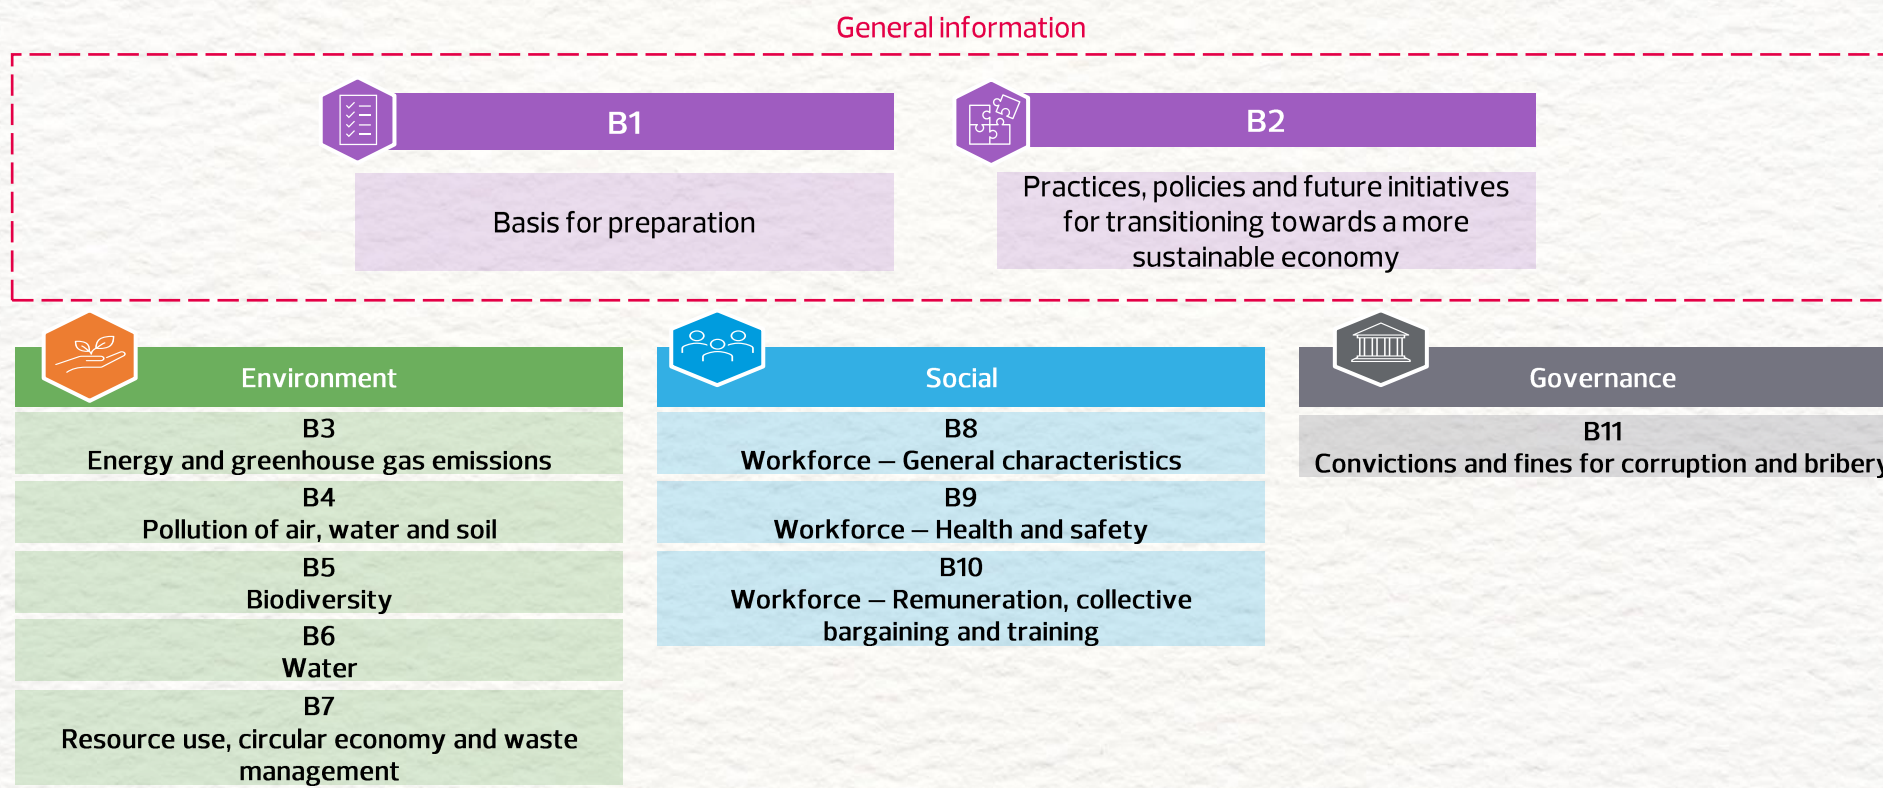 General information
B1
Basis for preparation
B2
Practices, policies and future initiatives
for transitioning towards a more
sustainable economy
Environment
B3
Energy and greenhouse gas emissions
B4
Pollution of air, water and soil
B5
Biodiversity
B6
Water
B7
Resource use, circular economy and waste
management
Social
B8
Workforce – General characteristics
B9
Workforce – Health and safety
B10
Workforce – Remuneration, collective
bargaining and training
Governance
B11
Convictions and fines for corruption and bribery